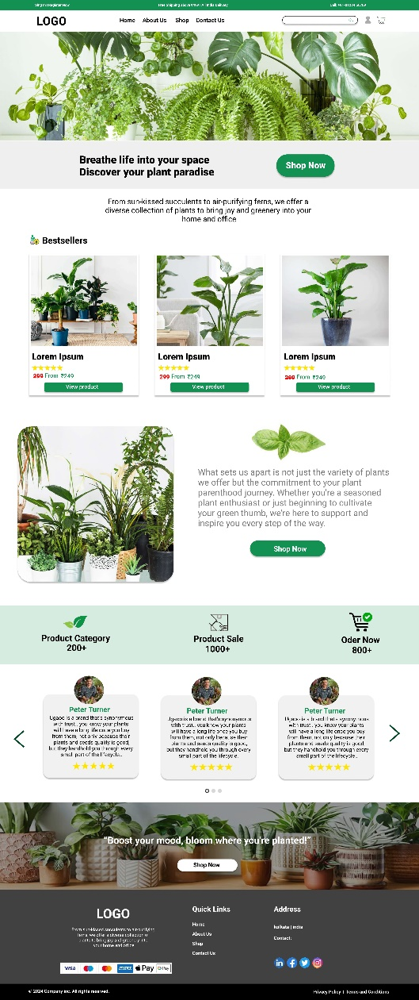 Free Shipping above ₹499 | All India Delivery
LOGO
Home
About Us
Shop
Contact Us
Breathe life into your space
Discover your plant paradise
Shop Now
From sun-kissed succulents to air-purifying ferns, we offer a
diverse collection of plants to bring joy and greenery into your
home and office
Bestsellers
Lorem Ipsum
299 From ₹249
View product
Lorem Ipsum
299 From ₹249
View product
Lorem Ipsum
299 From ₹249
View product
What sets us apart is not just the variety of plants
we offer but the commitment to your plant
parenthood journey. Whether you're a seasoned
plant enthusiast or just beginning to cultivate
your green thumb, we're here to support and
inspire you every step of the way.
Shop Now
Product Category
200+
Product Sale
1000+
Oder Now
800+
Peter Turner
Ugaoo is a brand that's synonymous
with trust.. you know your plants
will have a long life once you buy
from them, not only because their
plants and seeds quality is good,
but they handhold you through every
small part of the lifecycle..
Peter Turner
Ugaoo is a brand that's synonymous
with trust.. you know your plants
will have a long life once you buy
from them, not only because their
plants and seeds quality is good,
but they handhold you through every
small part of the lifecycle..
Peter Turner
Ugaoo is a brand that's synonymous
with trust.. you know your plants
will have a long life once you buy
from them, not only because their
plants and seeds quality is good,
but they handhold you through every
small part of the lifecycle..
“Boost your mood, bloom where you're planted!”
Shop Now
LOGO
From sun-kissed succulents to air-purifying
ferns, we offer a diverse collection of
plants to bring joy and greenery into
your home and office
VISA
Pay
G Pay
Quick Links
Home
About Us
Shop
Contact Us
Address
kolkata | india
Contact:
© 2024 Company Inc. All rights reserved.
Privacy Policy | Terms and Conditions